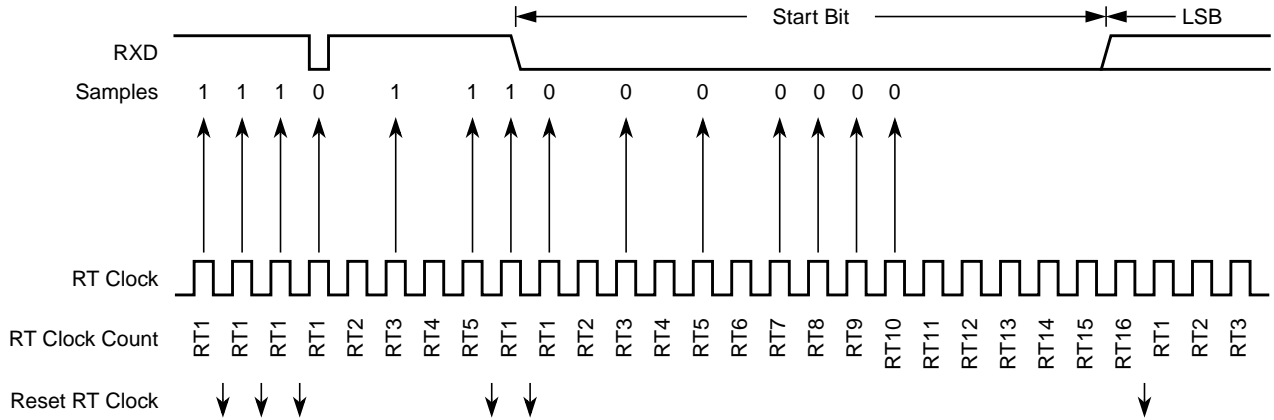 Start Bit LSB
RXD
Samples 1 1 1 0 1 1 1 0 0 0 0 0 0 0
RT Clock
RT Clock Count RT1 RT1 RT1 RT1 RT2 RT3 RT4 RT5 RT1 RT1 RT2 RT3 RT4 RT5 RT6 RT7 RT8 RT9 RT10 RT11 RT12 RT13 RT14 RT15 RT16 RT1 RT2 RT3
Reset RT Clock